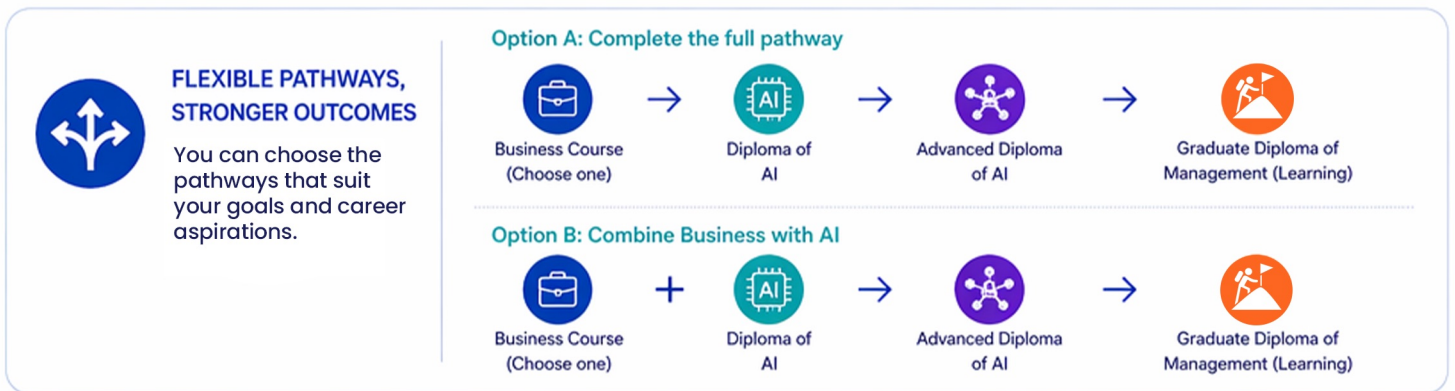 FLEXIBLE PATHWAYS,
STRONGER OUTCOMES
You can choose the
pathways that suit
your goals and career
aspirations.
Option A: Complete the full pathway
AI
Business Course
(Choose one)
Diploma of
AI
Advanced Diploma
of AI
Graduate Diploma of
Management (Learning)
Option B: Combine Business with AI
+
AI
Business Course
(Choose one)
Diploma of
AI
Advanced Diploma
of AI
Graduate Diploma of
Management (Learning)